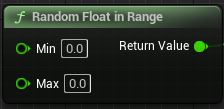 f Random Float in Range
Min 0.0 Return Value
Max 0.0